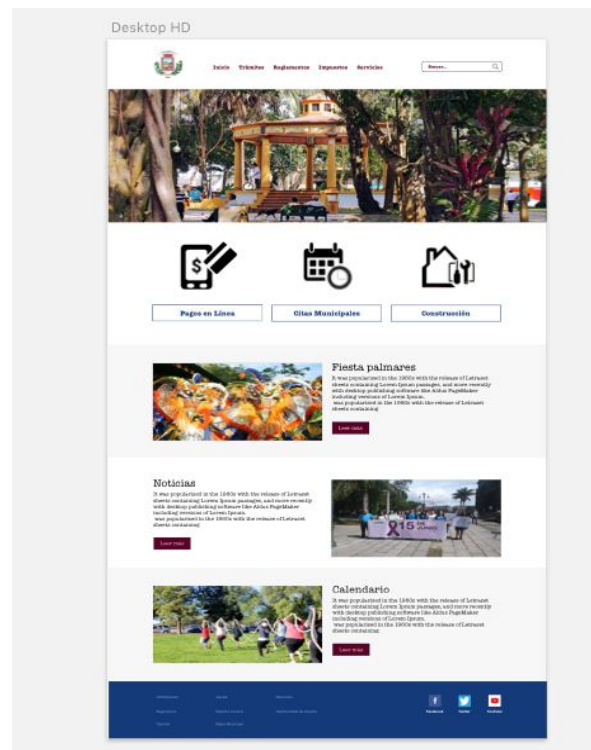 Desktop HD
Inicio Trámites Reglamentos Impuestos Servicios
Buscar...
Pagos en Línea
Citas Municipales
Construcción
Fiesta palmares
It was popularised in the 1960s with the release of Letraset
sheets containing Lorem Ipsum passages, and more recently
with desktop publishing software like Aldus PageMaker
including versions of Lorem Ipsum.
was popularised in the 1960s with the release of Letraset
sheets containing
Leer más
Noticias
It was popularised in the 1960s with the release of Letraset
sheets containing Lorem Ipsum passages, and more recently
with desktop publishing software like Aldus PageMaker
including versions of Lorem Ipsum.
was popularised in the 1960s with the release of Letraset
sheets containing
Leer más
15 DE
JUNIO
Calendario
It was popularised in the 1960s with the release of Letraset
sheets containing Lorem Ipsum passages, and more recently
with desktop publishing software like Aldus PageMaker
including versions of Lorem Ipsum.
was popularised in the 1960s with the release of Letraset
sheets containing
Leer más
Facebook
Twitter
YouTube